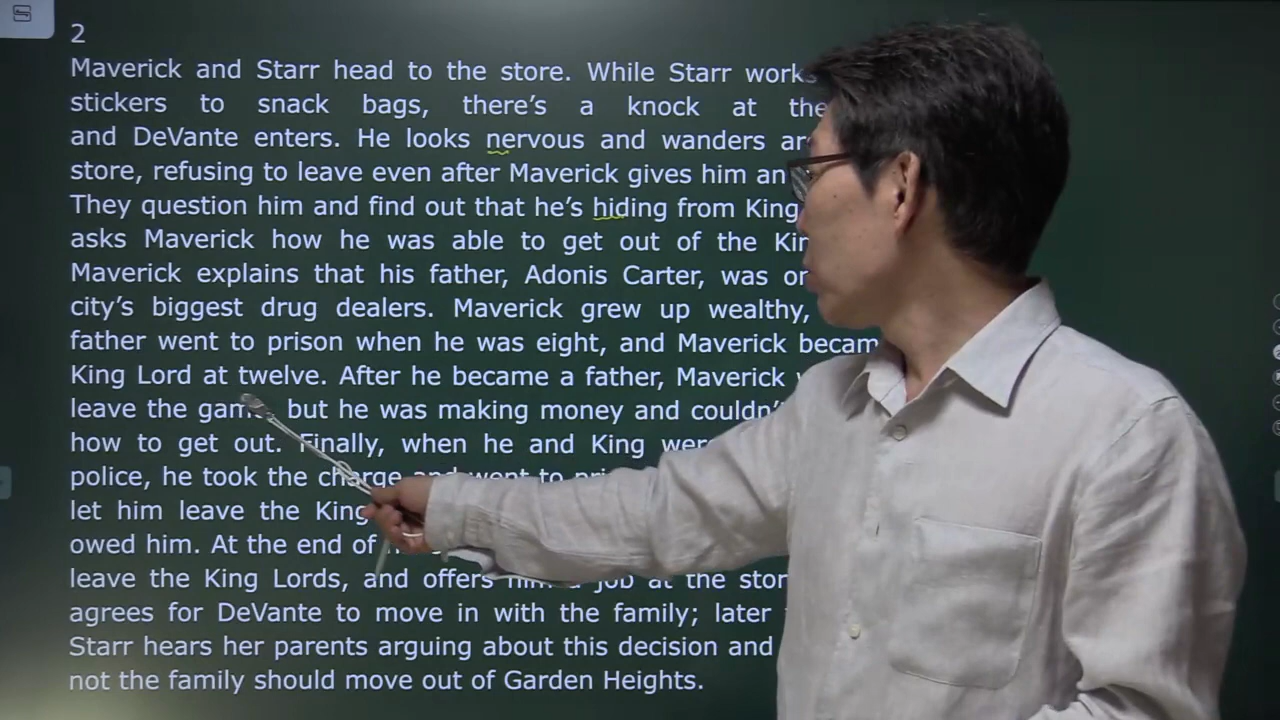 2
Maverick and Starr head to the store. While Starr works
stickers to snack bags, there's a knock at the
and DeVante enters. He looks nervous and wanders
store, refusing to leave even after Maverick gives him an
They question him and find out that he's hiding from King
asks Maverick how he was able to get out of the
Maverick explains that his father, Adonis Carter, was
city's biggest drug dealers. Maverick grew up wealthy,
father went to prison when he was eight, and Maverick
King Lord at twelve. After he became a father, Maverick
leave the but he was making money and
how to get out. Finally, when he and King
police, he took the charge and went to
let him leave the King
owed him. At the end of
leave the King Lords, and offers him a job at the
agrees for DeVante to move in with the family; later
Starr hears her parents arguing about this decision and
not the family should move out of Garden Heights.